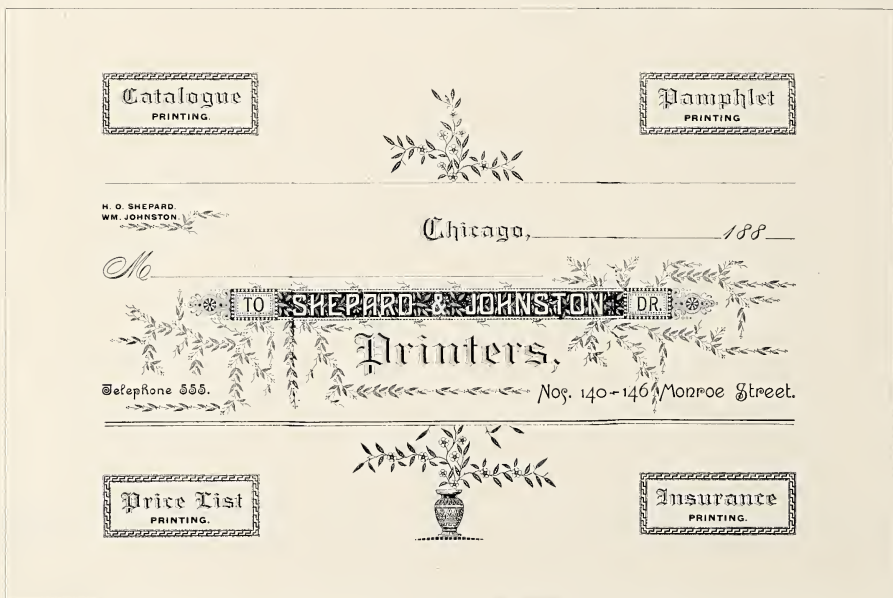 Catalogue
PRINTING.
Pamphlet
PRINTING
H. O. SHEPARD.
WM. JOHNSTON.
Chicago, 188
M
TO SHEPARD & JOHNSTON DR.
Printers,
Telephone 555. Nos. 140-146 Monroe Street.
Price List
PRINTING.
Insurance
PRINTING.